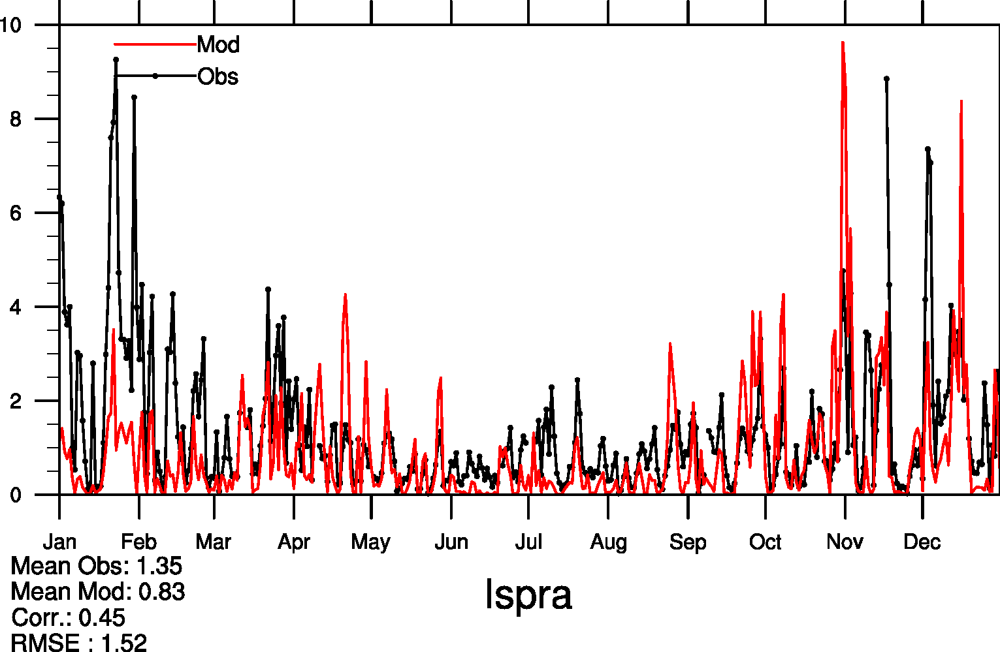 10
Mod
Obs
8
6
4
2
0
Jan Feb Mar Apr May Jun Jul Aug Sep Oct Nov Dec
Mean Obs: 1.35
Mean Mod: 0.83
Corr.: 0.45
RMSE : 1.52
Ispra